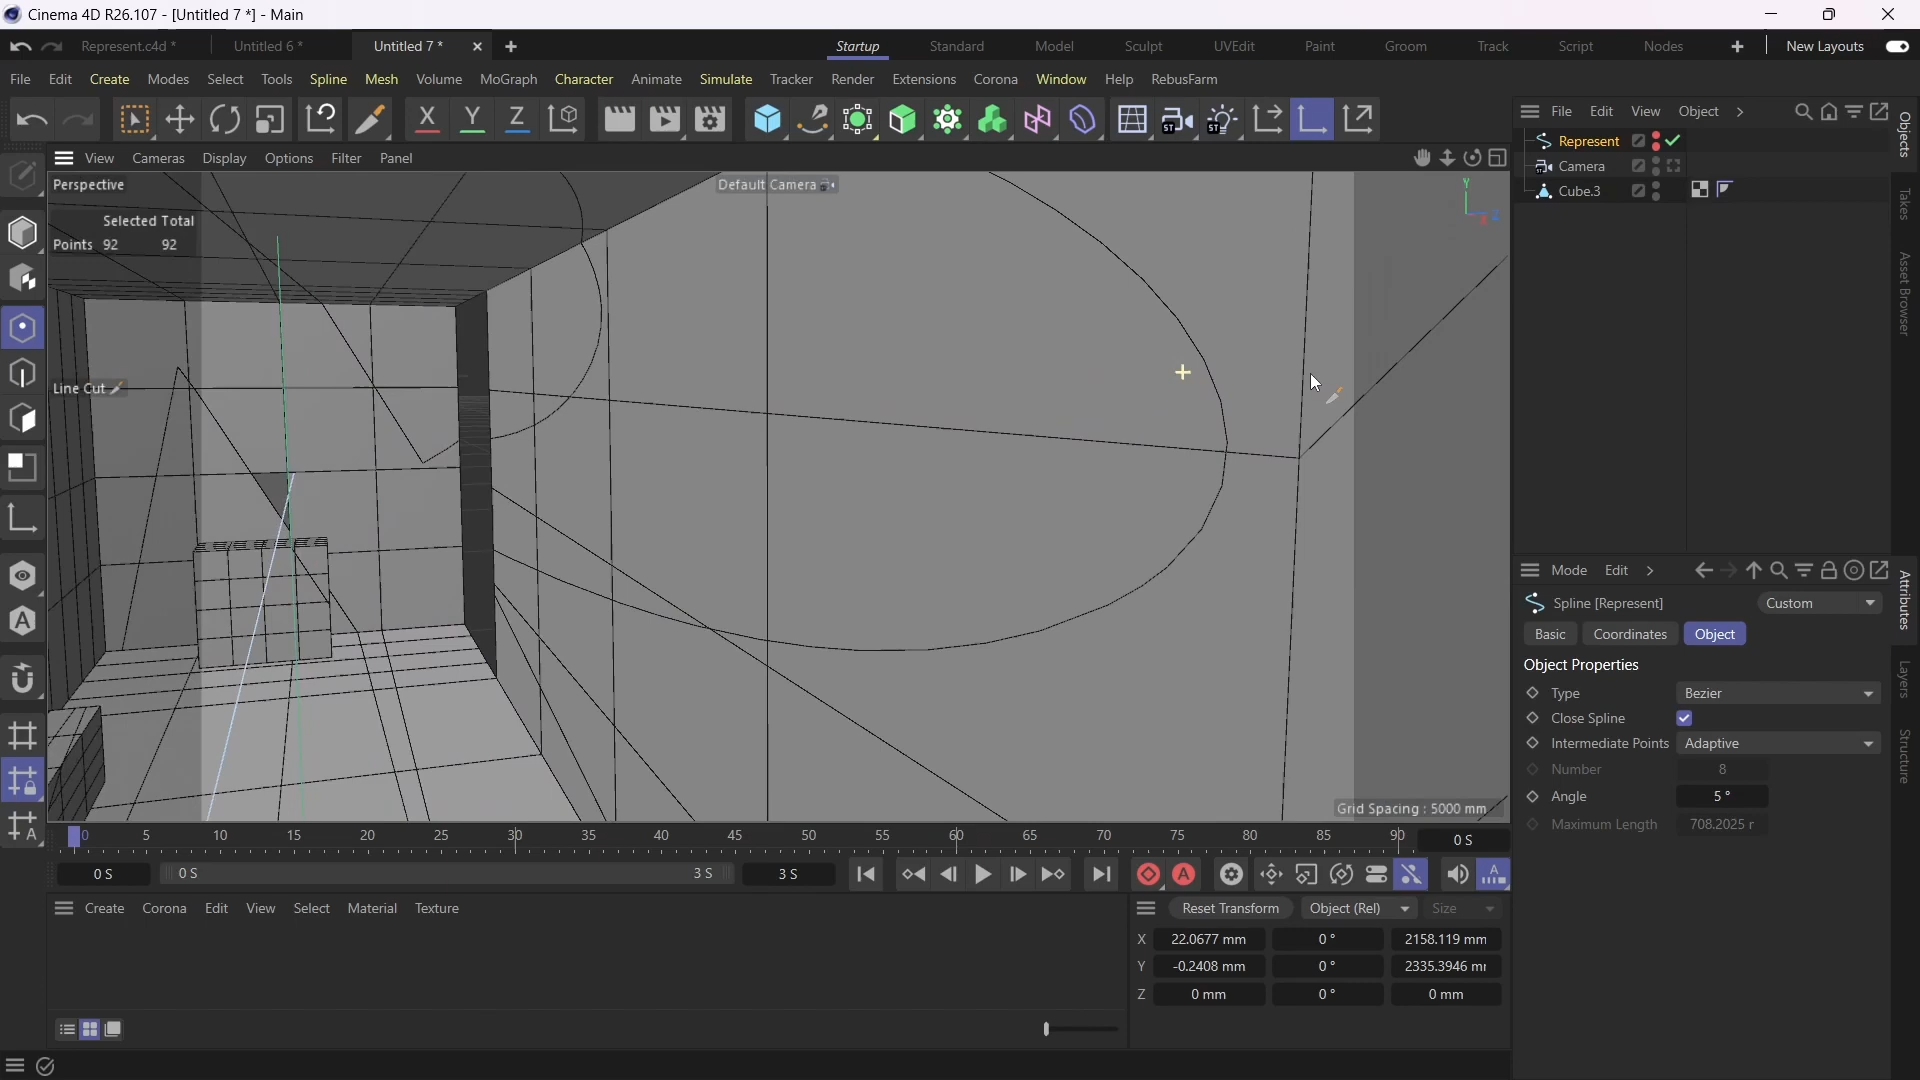 Cinema 4D R26.107 - [Untitled 7 *] - Main
Represent.c4d * Untitled 6 * Untitled 7 * Startup Standard Model Sculpt UVEdit Paint Groom Track Script Nodes New Layouts
File Edit Create Modes Select Tools Spline Mesh Volume MoGraph Character Animate Simulate Tracker Render Extensions Corona Window Help RebusFarm
X Y Z ST ST
File Edit View Object
View Cameras Display Options Filter Panel
Perspective Default Camera
Selected Total
Points 92 92
Line Cut
Y Z X
Represent
Camera
Cube.3
Objects
Takes
Asset Browser
Grid Spacing : 5000 mm
Mode Edit
Spline [Represent] Custom
Basic Coordinates Object
Object Properties
Type Bezier
Close Spline
Intermediate Points Adaptive
Number 8
Angle 5 °
Maximum Length 708.2025 r
Attributes
Layers
Structure
0 5 10 15 20 25 30 35 40 45 50 55 60 65 70 75 80 85 90 0 S
0 S 0 S 3 S 3 S
Create Corona Edit View Select Material Texture
Reset Transform Object (Rel) Size
X 22.0677 mm 0 ° 2158.119 mm
Y -0.2408 mm 0 ° 2335.3946 mr
Z 0 mm 0 ° 0 mm